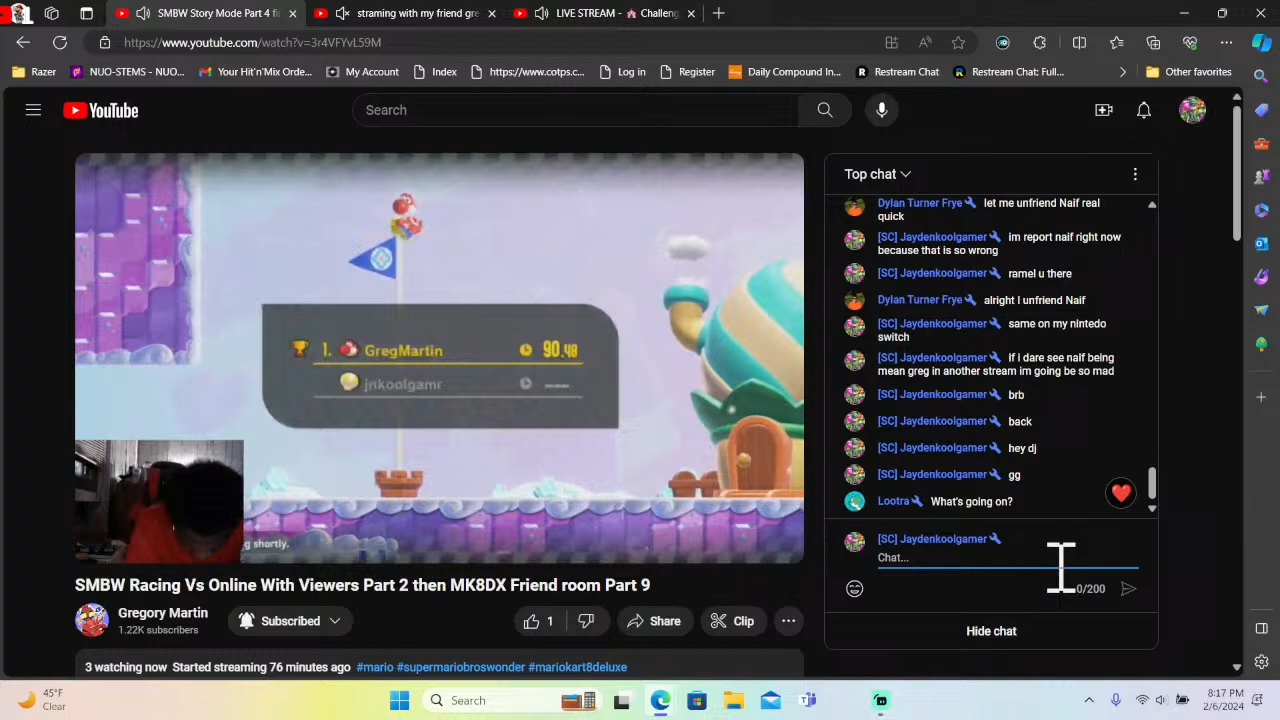 SMBW Story Mode Part 4 fi
straming with my friend gre
LIVE STREAM - 🏠 Challeng
https://www.youtube.com/watch?v=3r4VFYvL59M
Razer
NUO-STEMS - NUO...
Your Hit'n'Mix Orde...
My Account
Index
https://www.cotps.c...
Log in
Register
Daily Compound In...
Restream Chat
Restream Chat: Full...
Other favorites
YouTube
Search
Top chat
Dylan Turner Frye let me unfriend Naif real
quick
[SC] Jaydenkoolgamer im report naif right now
because that is so wrong
[SC] Jaydenkoolgamer ramel u there
Dylan Turner Frye alright I unfriend Naif
[SC] Jaydenkoolgamer same on my nintedo
switch
[SC] Jaydenkoolgamer If i dare see naif being
mean greg in another stream im going be so mad
[SC] Jaydenkoolgamer brb
[SC] Jaydenkoolgamer back
[SC] Jaydenkoolgamer hey dj
[SC] Jaydenkoolgamer gg
Lootra What's going on?
1. GregMartin 90.48
jnkoolgamr --.--
g shortly.
[SC] Jaydenkoolgamer
Chat...
0/200
Hide chat
SMBW Racing Vs Online With Viewers Part 2 then MK8DX Friend room Part 9
Gregory Martin
1.22K subscribers
Subscribed
1
Share
Clip
3 watching now Started streaming 76 minutes ago #mario #supermariobroswonder #mariokart8deluxe
45°F
Clear
Search
8:17 PM
2/6/2024